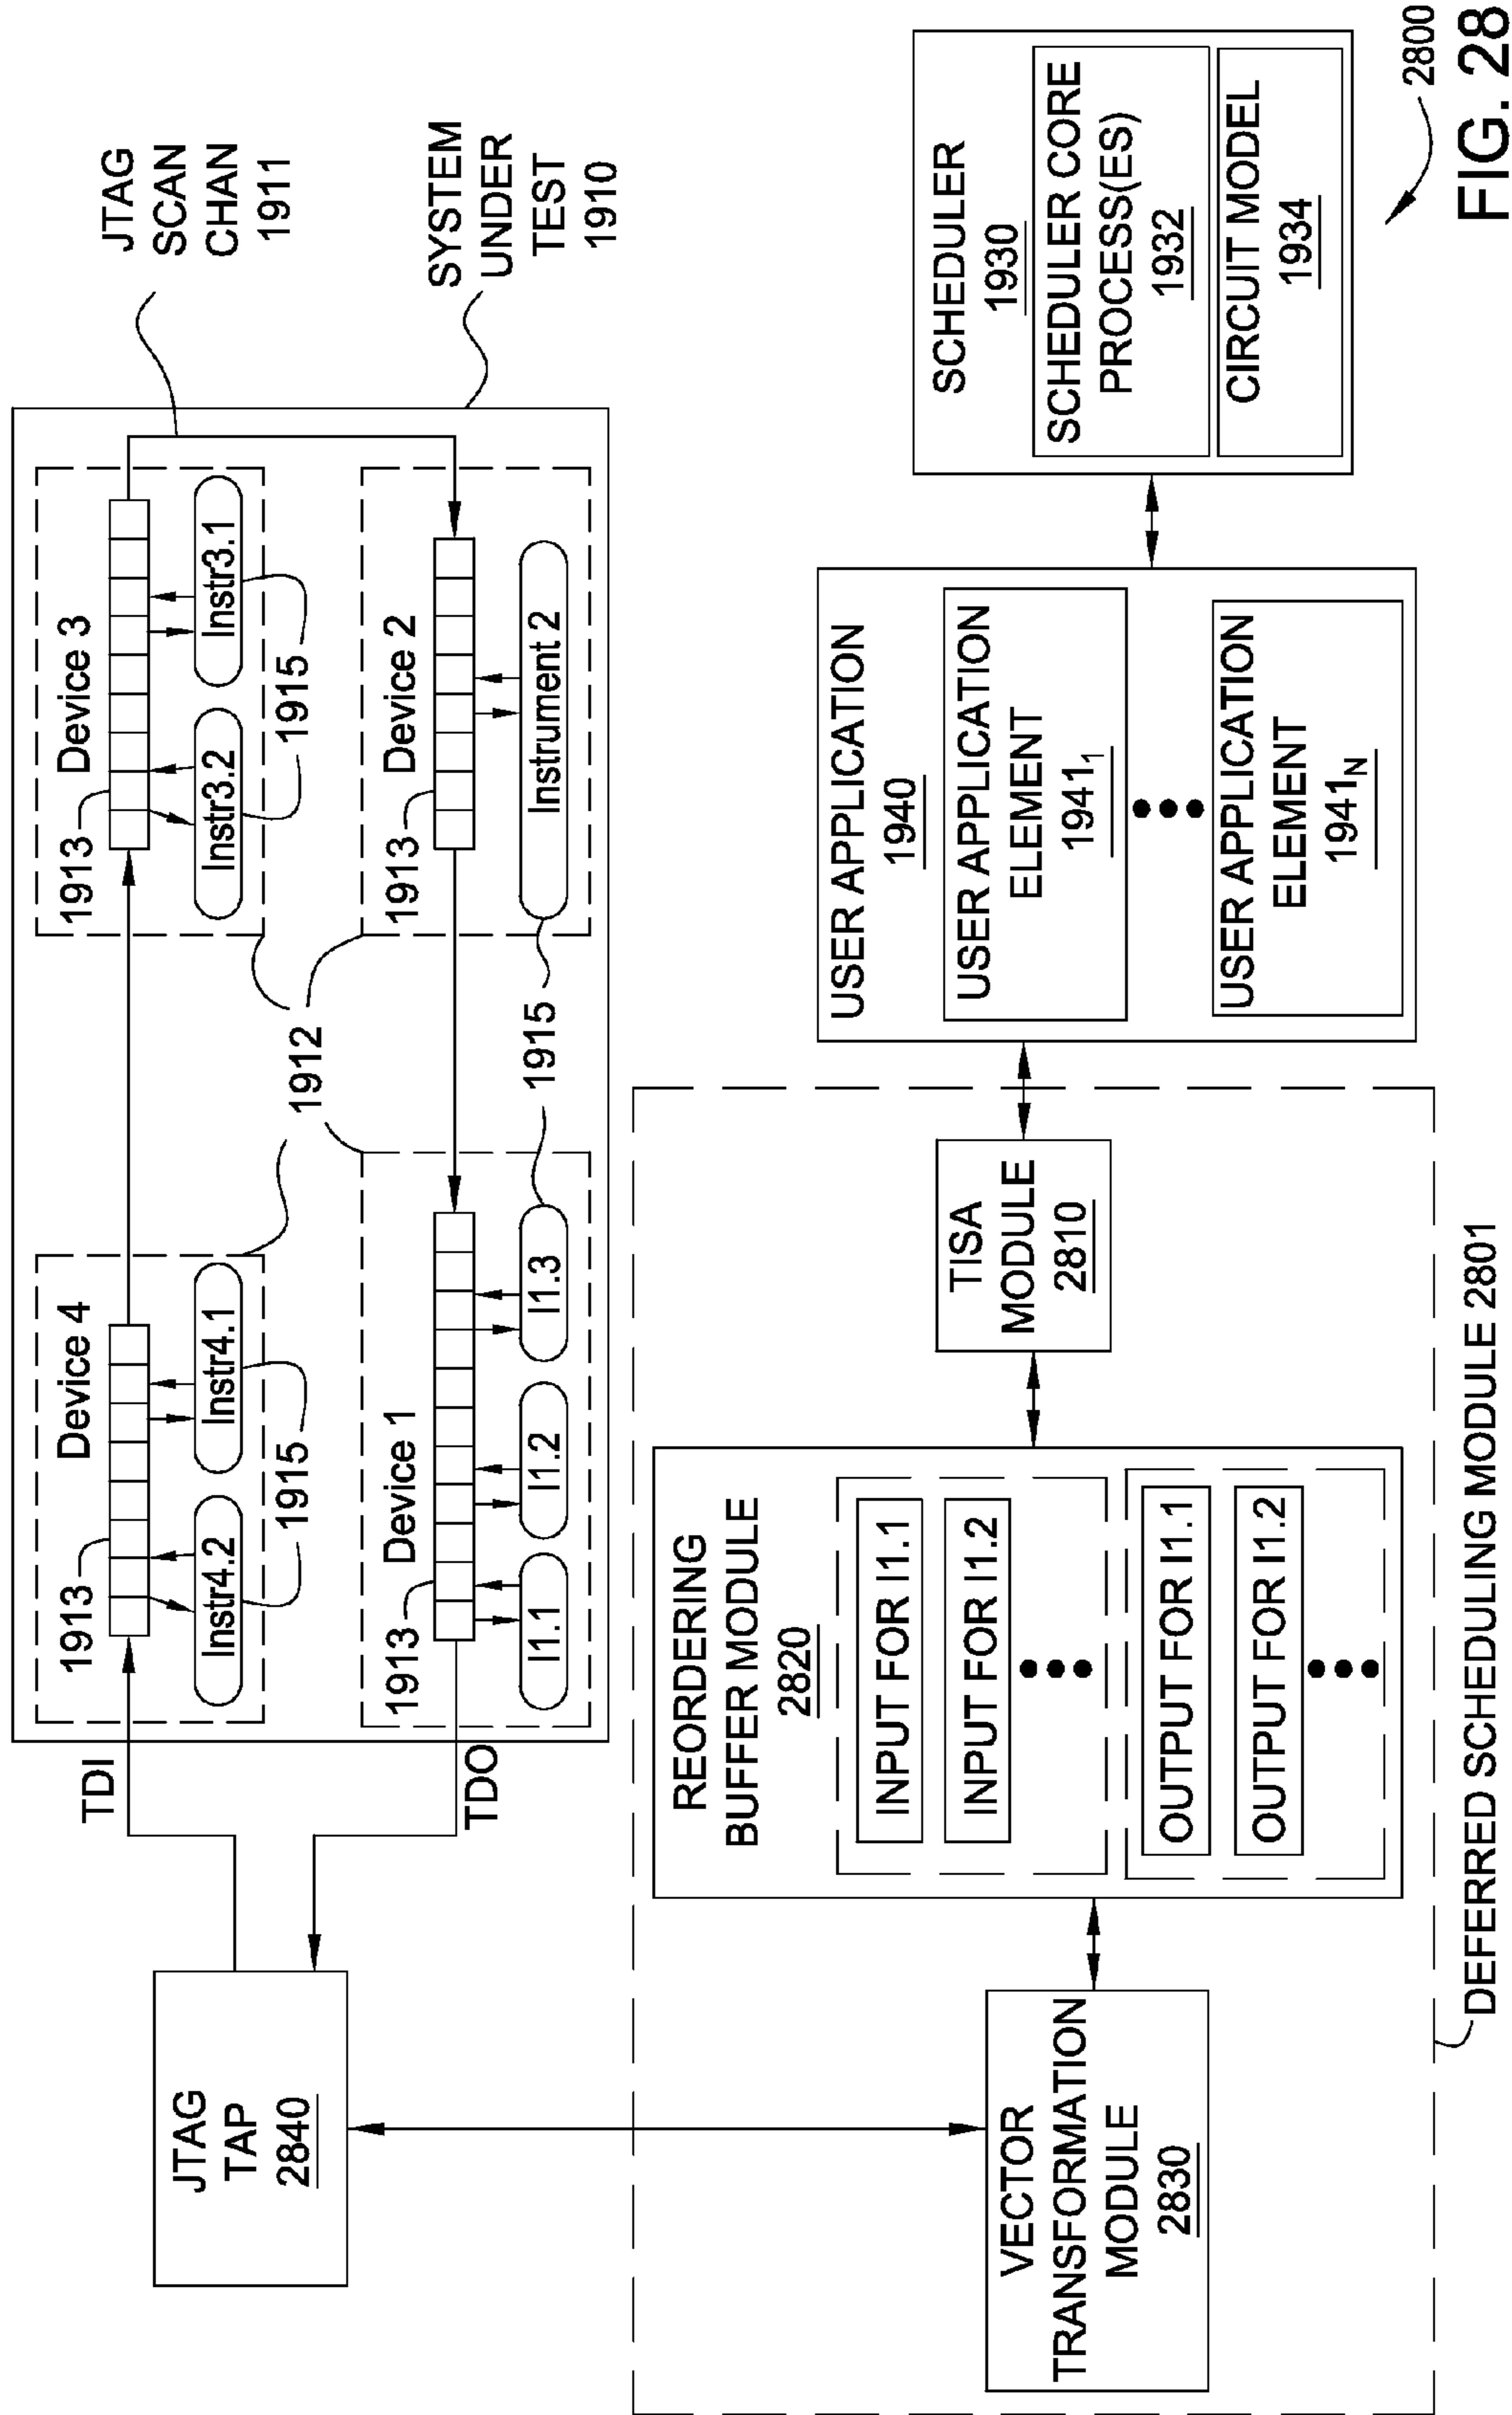 JTAG
TAP
2840
TDI
TDO
1913
Device 4
Instr4.2
Instr4.1
1915
1913
Device 3
Instr3.2
Instr3.1
1915
1912
1913
Device 1
I1.1
I1.2
I1.3
1915
1913
Device 2
Instrument 2
JTAG
SCAN
CHAN
1911
SYSTEM
UNDER
TEST
1910
VECTOR
TRANSFORMATION
MODULE
2830
REORDERING
BUFFER MODULE
2820
INPUT FOR I1.1
INPUT FOR I1.2
OUTPUT FOR I1.1
OUTPUT FOR I1.2
TISA
MODULE
2810
DEFERRED SCHEDULING MODULE 2801
USER APPLICATION
1940
USER APPLICATION
ELEMENT
1941₁
USER APPLICATION
ELEMENT
1941N
SCHEDULER
1930
SCHEDULER CORE
PROCESS(ES)
1932
CIRCUIT MODEL
1934
2800
FIG. 28